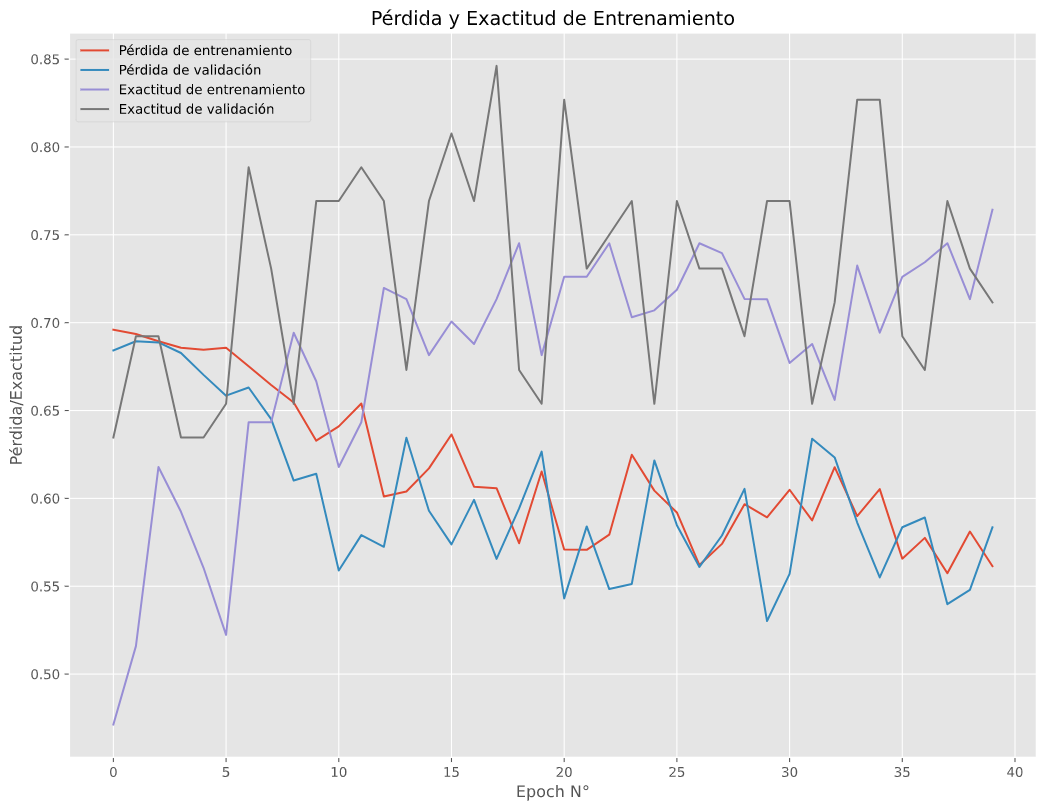 Pérdida y Exactitud de Entrenamiento
Pérdida de entrenamiento
Pérdida de validación
Exactitud de entrenamiento
Exactitud de validación
0.85
0.80
0.75
0.70
0.65
0.60
0.55
0.50
Pérdida/Exactitud
0 5 10 15 20 25 30 35 40
Epoch N°